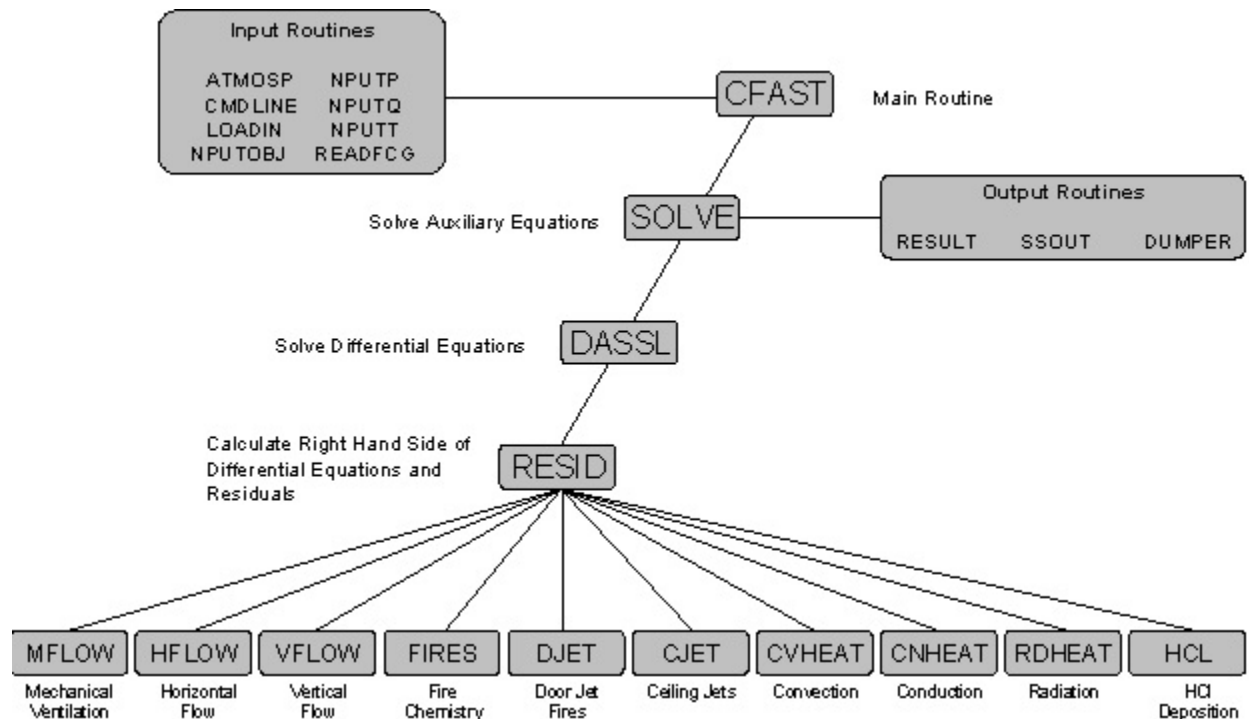 Input Routines
ATMOSP NPUTP
CMDLINE NPUTQ
LOADIN NPUTT
NPUTOBJ READFCG
CFAST
Main Routine
Solve Auxiliary Equations
SOLVE
Output Routines
RESULT SSOUT DUMPER
Solve Differential Equations
DASSL
Calculate Right Hand Side of
Differential Equations and
Residuals
RESID
MFLOW HFLOW VFLOW FIRES DJET CJET CVHEAT CNHEAT RDHEAT HCL
Mechanical Horizontal Vertical Fire Door Jet Ceiling Jets Convection Conduction Radiation HCl
Ventilation Flow Flow Chemistry Fires Deposition